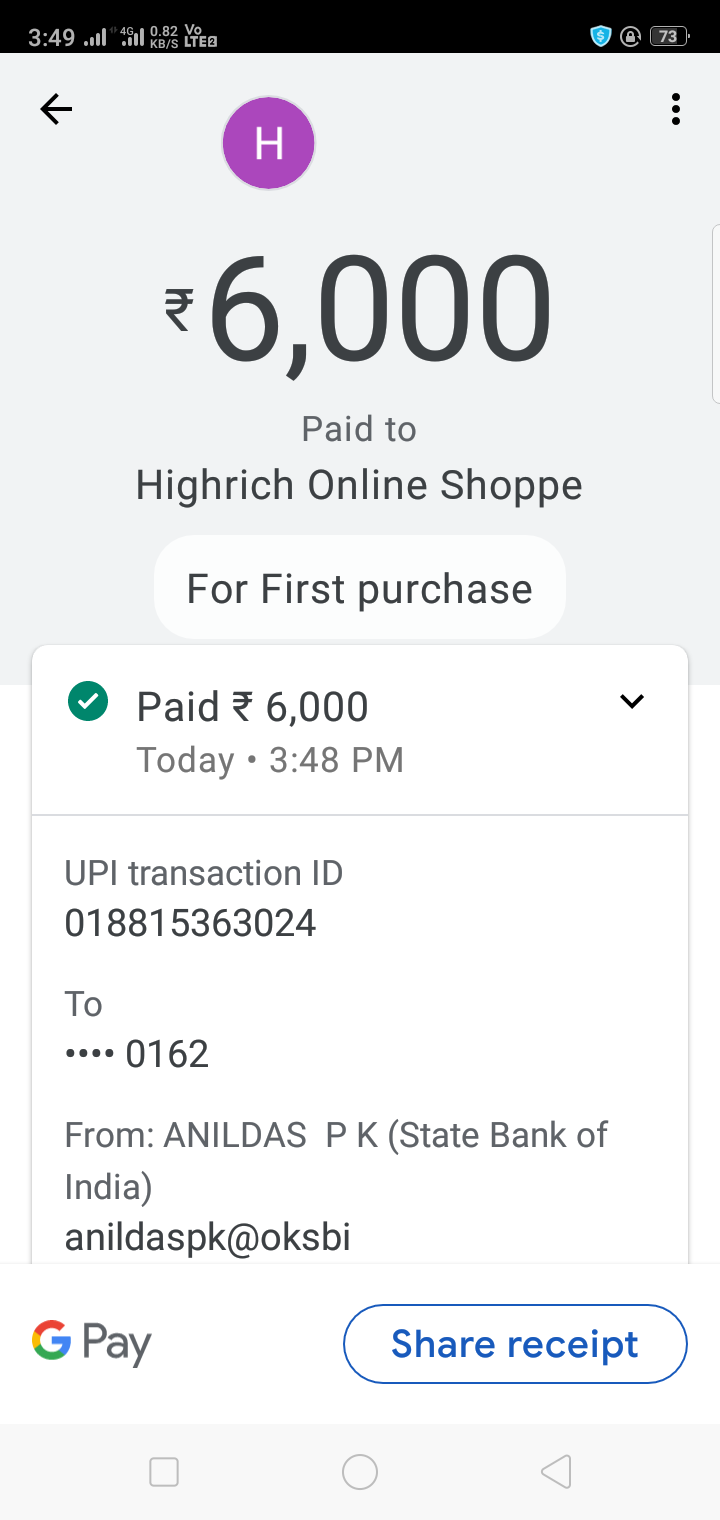 3:49 4G 0.82 KB/S Vo LTE2 73
H
₹6,000
Paid to
Highrich Online Shoppe
For First purchase
Paid ₹ 6,000
Today • 3:48 PM
UPI transaction ID
018815363024
To
•••• 0162
From: ANILDAS P K (State Bank of
India)
anildaspk@oksbi
G Pay
Share receipt